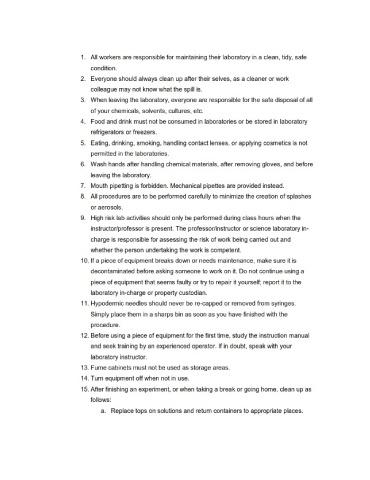 1. All workers are responsible for maintaining their laboratory in a clean, tidy, safe
condition.
2. Everyone should always clean up after their selves, as a cleaner or work
colleague may not know what the spill is.
3. When leaving the laboratory, everyone are responsible for the safe disposal of all
of your chemicals, solvents, cultures, etc.
4. Food and drink must not be consumed in laboratories or be stored in laboratory
refrigerators or freezers.
5. Eating, drinking, smoking, handling contact lenses, or applying cosmetics is not
permitted in the laboratories.
6. Wash hands after handling chemical materials, after removing gloves, and before
leaving the laboratory.
7. Mouth pipetting is forbidden. Mechanical pipettes are provided instead.
8. All procedures are to be performed carefully to minimize the creation of splashes
or aerosols.
9. High risk lab activities should only be performed during class hours when the
instructor/professor is present. The professor/instructor or science laboratory in-
charge is responsible for assessing the risk of work being carried out and
whether the person undertaking the work is competent.
10. If a piece of equipment breaks down or needs maintenance, make sure it is
decontaminated before asking someone to work on it. Do not continue using a
piece of equipment that seems faulty or try to repair it yourself; report it to the
laboratory in-charge or property custodian.
11. Hypodermic needles should never be re-capped or removed from syringes.
Simply place them in a sharps bin as soon as you have finished with the
procedure.
12. Before using a piece of equipment for the first time, study the instruction manual
and seek training by an experienced operator. If in doubt, speak with your
laboratory instructor.
13. Fume cabinets must not be used as storage areas.
14. Turn equipment off when not in use.
15. After finishing an experiment, or when taking a break or going home, clean up as
follows:
a. Replace tops on solutions and return containers to appropriate places.